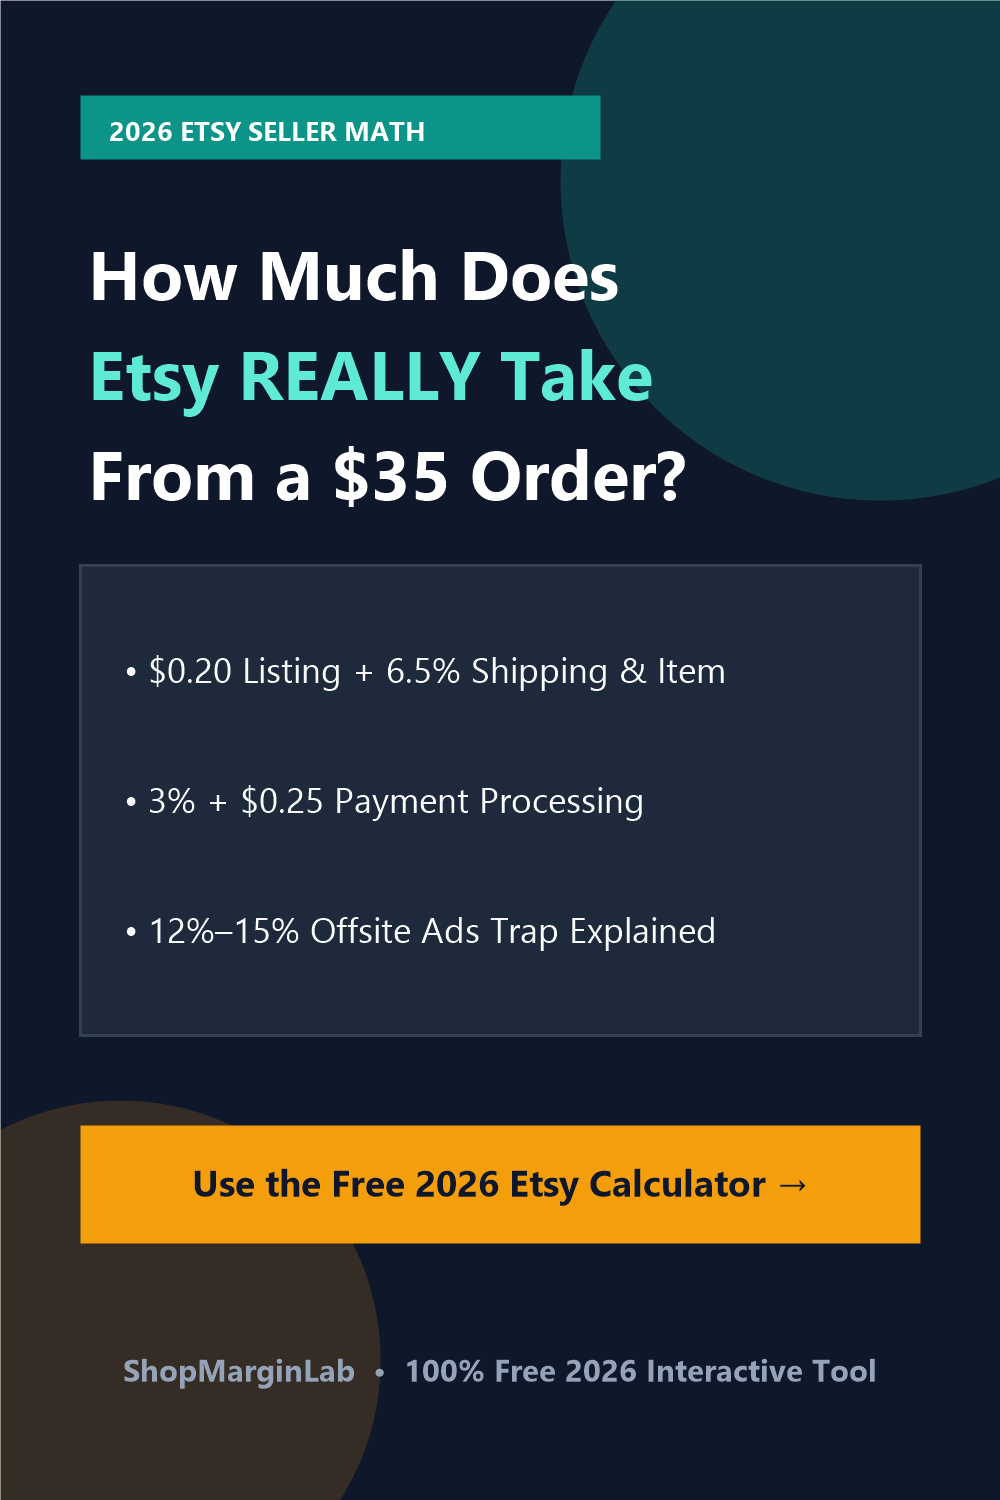 2026 ETSY SELLER MATH
How Much Does
Etsy REALLY Take
From a $35 Order?
• $0.20 Listing + 6.5% Shipping & Item
• 3% + $0.25 Payment Processing
• 12%–15% Offsite Ads Trap Explained
Use the Free 2026 Etsy Calculator →
ShopMarginLab • 100% Free 2026 Interactive Tool